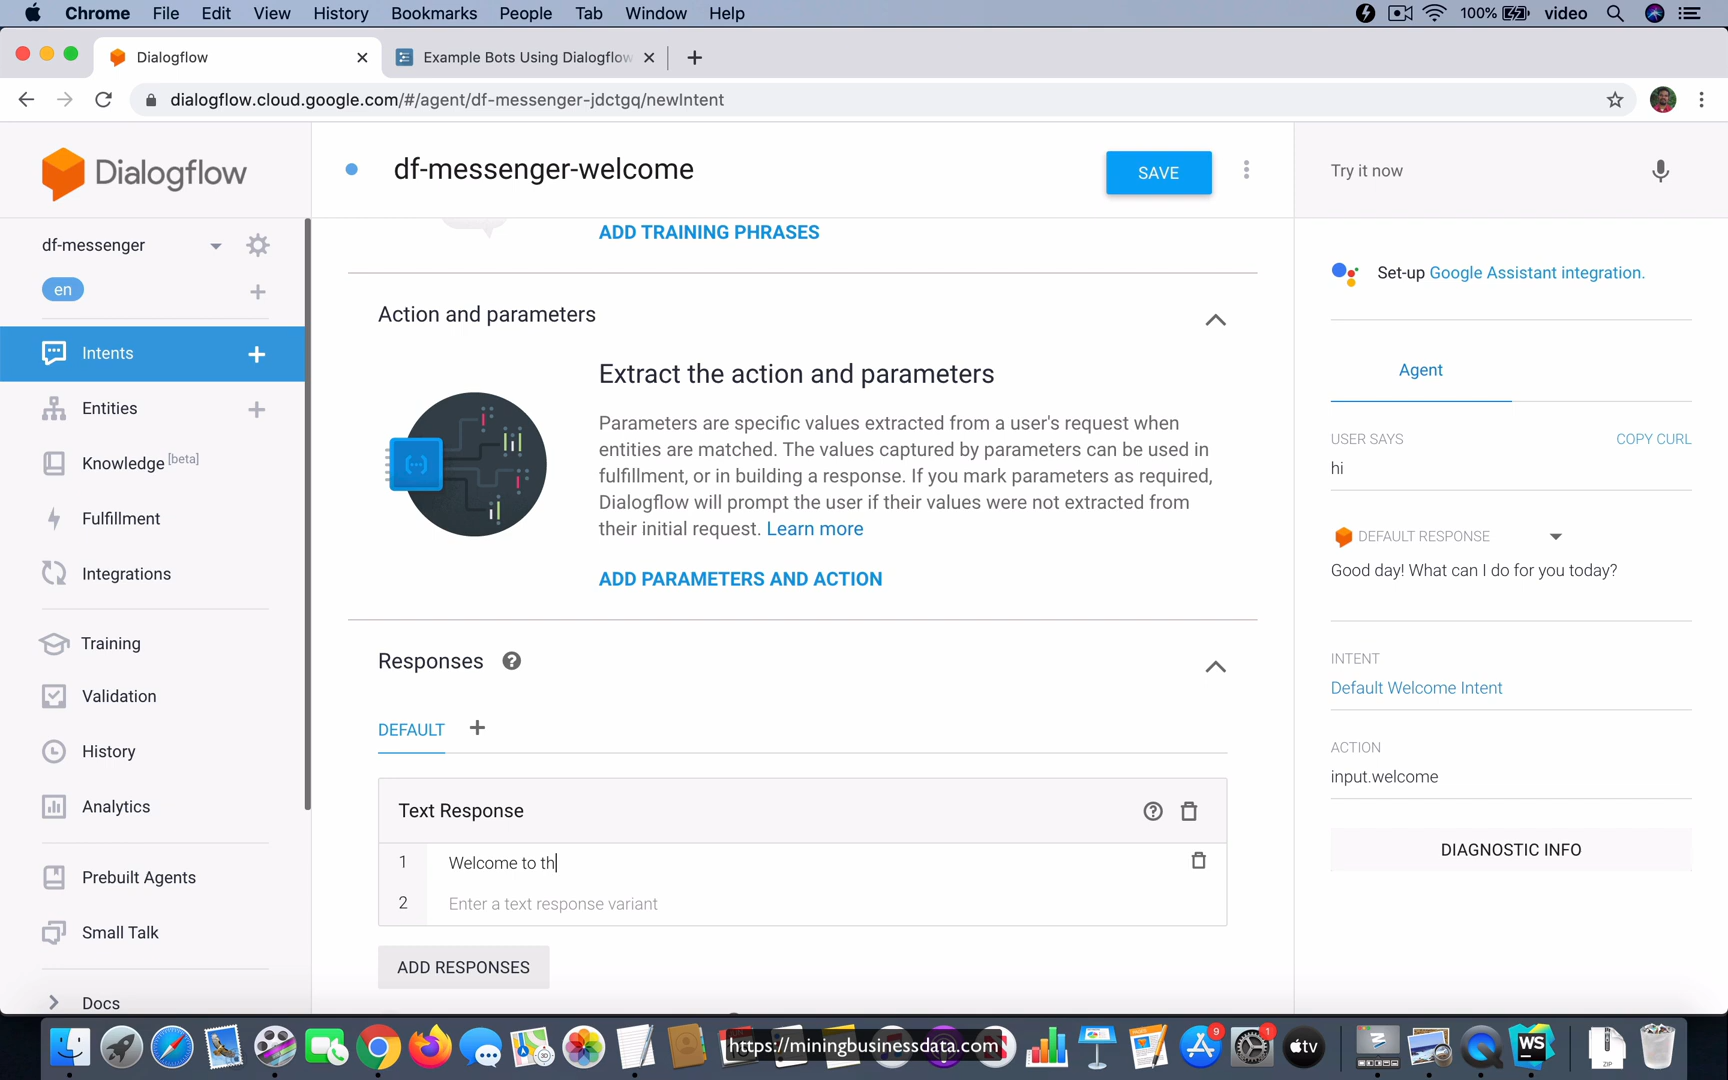 Chrome File Edit View History Bookmarks People Tab Window Help 100% video
Dialogflow
Example Bots Using Dialogflow
dialogflow.cloud.google.com/#/agent/df-messenger-jdctgq/newIntent
Dialogflow
df-messenger
en
Intents
Entities
Knowledge [beta]
Fulfillment
Integrations
Training
Validation
History
Analytics
Prebuilt Agents
Small Talk
Docs
df-messenger-welcome
SAVE
ADD TRAINING PHRASES
Action and parameters
Extract the action and parameters
Parameters are specific values extracted from a user's request when
entities are matched. The values captured by parameters can be used in
fulfillment, or in building a response. If you mark parameters as required,
Dialogflow will prompt the user if their values were not extracted from
their initial request. Learn more
ADD PARAMETERS AND ACTION
Responses
DEFAULT
Text Response
1 Welcome to th
2 Enter a text response variant
ADD RESPONSES
Try it now
Set-up Google Assistant integration.
Agent
USER SAYS COPY CURL
hi
DEFAULT RESPONSE
Good day! What can I do for you today?
INTENT
Default Welcome Intent
ACTION
input.welcome
DIAGNOSTIC INFO
https://miningbusinessdata.com
9
1
tv
WS
ZIP